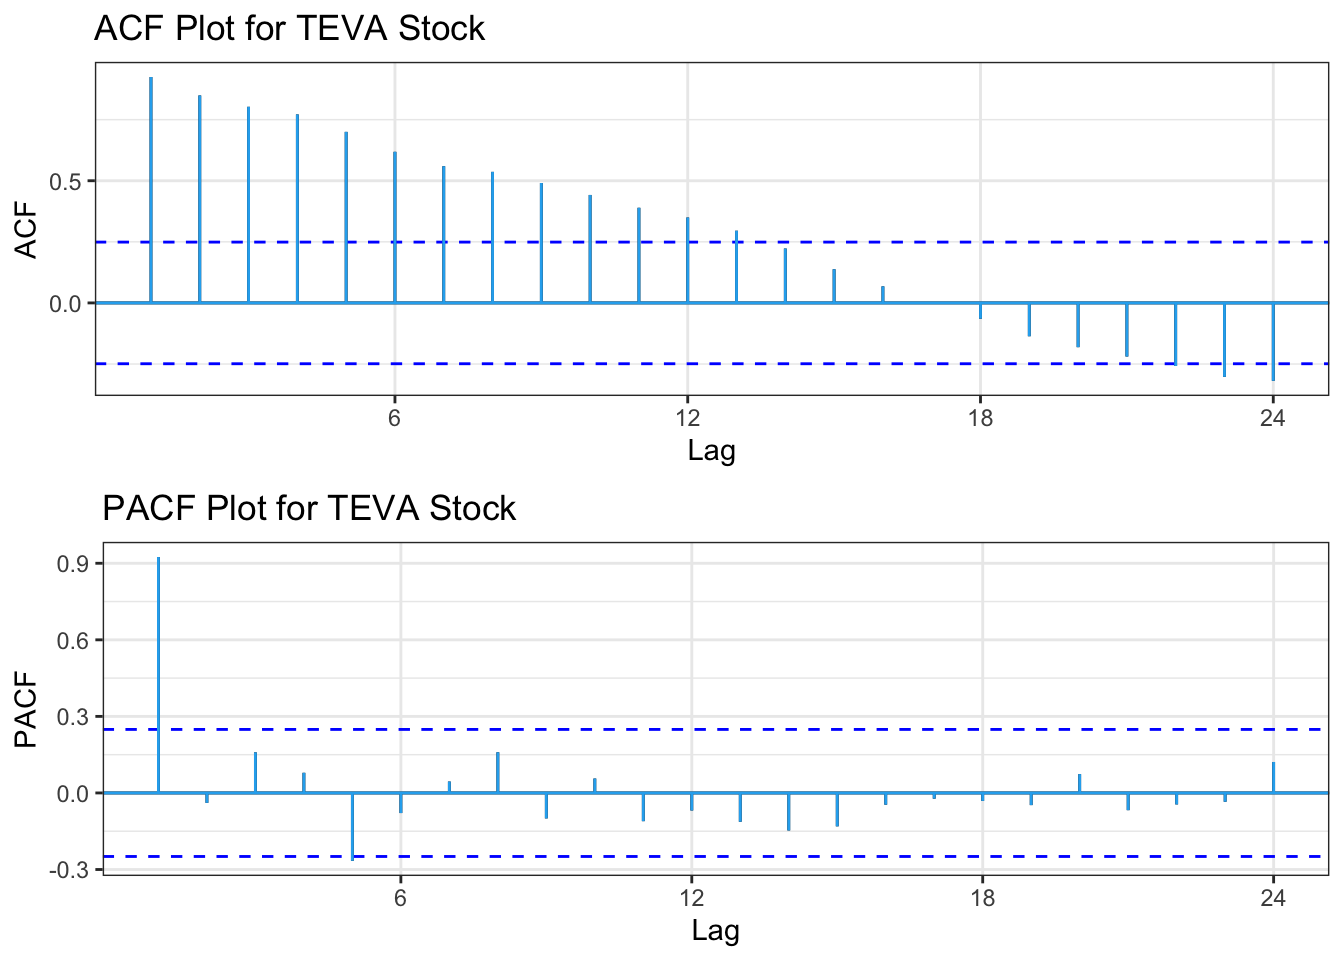 ACF Plot for TEVA Stock
0.5
0.0
ACF
6 12 18 24
Lag
PACF Plot for TEVA Stock
0.9
0.6
0.3
0.0
-0.3
PACF
6 12 18 24
Lag